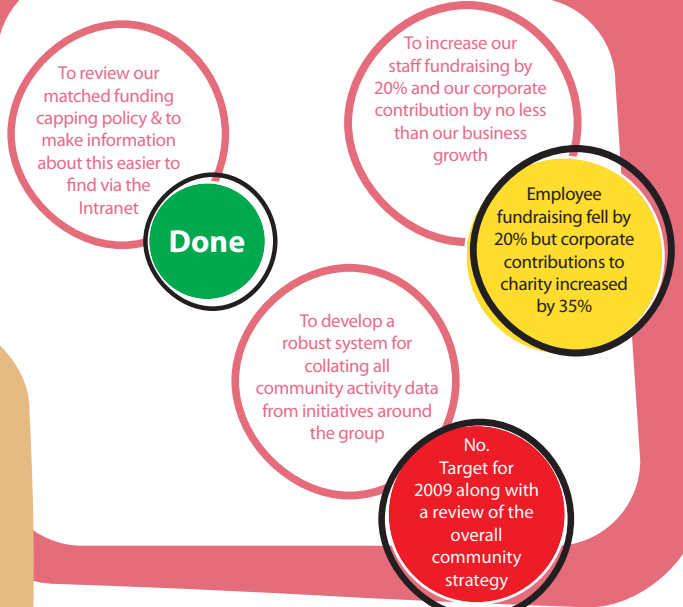 To review our
matched funding
capping policy & to
make information
about this easier to
find via the
Intranet
Done
To increase our
staff fundraising by
20% and our corporate
contribution by no less
than our business
growth
Employee
fundraising fell by
20% but corporate
contributions to
charity increased
by 35%
To develop a
robust system for
collating all
community activity data
from initiatives around
the group
No.
Target for
2009 along with
a review of the
overall
community
strategy